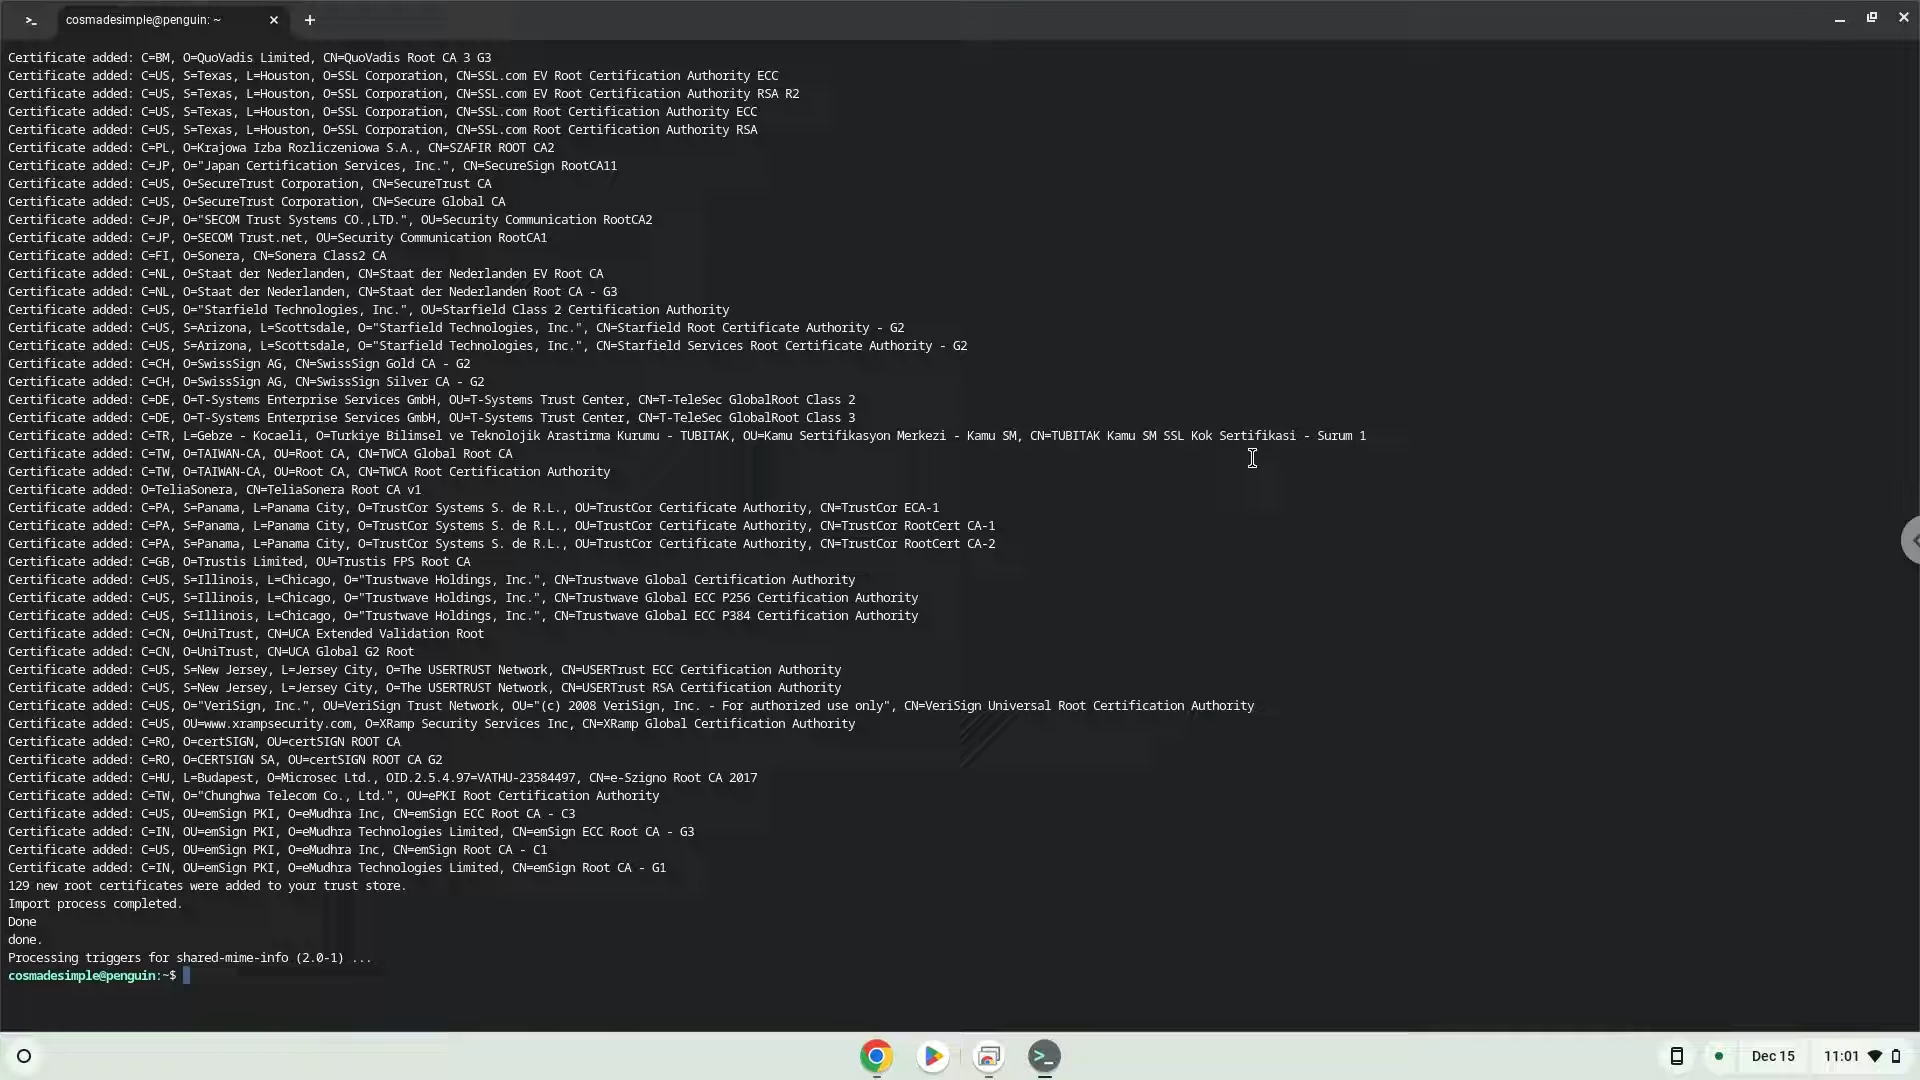 cosmadesimple@penguin: ~
Certificate added: C=BM, O=QuoVadis Limited, CN=QuoVadis Root CA 3 G3
Certificate added: C=US, S=Texas, L=Houston, O=SSL Corporation, CN=SSL.com EV Root Certification Authority ECC
Certificate added: C=US, S=Texas, L=Houston, O=SSL Corporation, CN=SSL.com EV Root Certification Authority RSA R2
Certificate added: C=US, S=Texas, L=Houston, O=SSL Corporation, CN=SSL.com Root Certification Authority ECC
Certificate added: C=US, S=Texas, L=Houston, O=SSL Corporation, CN=SSL.com Root Certification Authority RSA
Certificate added: C=PL, O=Krajowa Izba Rozliczeniowa S.A., CN=SZAFIR ROOT CA2
Certificate added: C=JP, O="Japan Certification Services, Inc.", CN=SecureSign RootCA11
Certificate added: C=US, O=SecureTrust Corporation, CN=SecureTrust CA
Certificate added: C=US, O=SecureTrust Corporation, CN=Secure Global CA
Certificate added: C=JP, O="SECOM Trust Systems CO.,LTD.", OU=Security Communication RootCA2
Certificate added: C=JP, O=SECOM Trust.net, OU=Security Communication RootCA1
Certificate added: C=FI, O=Sonera, CN=Sonera Class2 CA
Certificate added: C=NL, O=Staat der Nederlanden, CN=Staat der Nederlanden EV Root CA
Certificate added: C=NL, O=Staat der Nederlanden, CN=Staat der Nederlanden Root CA - G3
Certificate added: C=US, O="Starfield Technologies, Inc.", OU=Starfield Class 2 Certification Authority
Certificate added: C=US, S=Arizona, L=Scottsdale, O="Starfield Technologies, Inc.", CN=Starfield Root Certificate Authority - G2
Certificate added: C=US, S=Arizona, L=Scottsdale, O="Starfield Technologies, Inc.", CN=Starfield Services Root Certificate Authority - G2
Certificate added: C=CH, O=SwissSign AG, CN=SwissSign Gold CA - G2
Certificate added: C=CH, O=SwissSign AG, CN=SwissSign Silver CA - G2
Certificate added: C=DE, O=T-Systems Enterprise Services GmbH, OU=T-Systems Trust Center, CN=T-TeleSec GlobalRoot Class 2
Certificate added: C=DE, O=T-Systems Enterprise Services GmbH, OU=T-Systems Trust Center, CN=T-TeleSec GlobalRoot Class 3
Certificate added: C=TR, L=Gebze - Kocaeli, O=Turkiye Bilimsel ve Teknolojik Arastirma Kurumu - TUBITAK, OU=Kamu Sertifikasyon Merkezi - Kamu SM, CN=TUBITAK Kamu SM SSL Kok Sertifikasi - Surum 1
Certificate added: C=TW, O=TAIWAN-CA, OU=Root CA, CN=TWCA Global Root CA
Certificate added: C=TW, O=TAIWAN-CA, OU=Root CA, CN=TWCA Root Certification Authority
Certificate added: O=TeliaSonera, CN=TeliaSonera Root CA v1
Certificate added: C=PA, S=Panama, L=Panama City, O=TrustCor Systems S. de R.L., OU=TrustCor Certificate Authority, CN=TrustCor ECA-1
Certificate added: C=PA, S=Panama, L=Panama City, O=TrustCor Systems S. de R.L., OU=TrustCor Certificate Authority, CN=TrustCor RootCert CA-1
Certificate added: C=PA, S=Panama, L=Panama City, O=TrustCor Systems S. de R.L., OU=TrustCor Certificate Authority, CN=TrustCor RootCert CA-2
Certificate added: C=GB, O=Trustis Limited, OU=Trustis FPS Root CA
Certificate added: C=US, S=Illinois, L=Chicago, O="Trustwave Holdings, Inc.", CN=Trustwave Global Certification Authority
Certificate added: C=US, S=Illinois, L=Chicago, O="Trustwave Holdings, Inc.", CN=Trustwave Global ECC P256 Certification Authority
Certificate added: C=US, S=Illinois, L=Chicago, O="Trustwave Holdings, Inc.", CN=Trustwave Global ECC P384 Certification Authority
Certificate added: C=CN, O=UniTrust, CN=UCA Extended Validation Root
Certificate added: C=CN, O=UniTrust, CN=UCA Global G2 Root
Certificate added: C=US, S=New Jersey, L=Jersey City, O=The USERTRUST Network, CN=USERTrust ECC Certification Authority
Certificate added: C=US, S=New Jersey, L=Jersey City, O=The USERTRUST Network, CN=USERTrust RSA Certification Authority
Certificate added: C=US, O="VeriSign, Inc.", OU=VeriSign Trust Network, OU="(c) 2008 VeriSign, Inc. - For authorized use only", CN=VeriSign Universal Root Certification Authority
Certificate added: C=US, OU=www.xrampsecurity.com, O=XRamp Security Services Inc, CN=XRamp Global Certification Authority
Certificate added: C=RO, O=certSIGN, OU=certSIGN ROOT CA
Certificate added: C=RO, O=CERTSIGN SA, OU=certSIGN ROOT CA G2
Certificate added: C=HU, L=Budapest, O=Microsec Ltd., OID.2.5.4.97=VATHU-23584497, CN=e-Szigno Root CA 2017
Certificate added: C=TW, O="Chunghwa Telecom Co., Ltd.", OU=ePKI Root Certification Authority
Certificate added: C=US, OU=emSign PKI, O=eMudhra Inc, CN=emSign ECC Root CA - C3
Certificate added: C=IN, OU=emSign PKI, O=eMudhra Technologies Limited, CN=emSign ECC Root CA - G3
Certificate added: C=US, OU=emSign PKI, O=eMudhra Inc, CN=emSign Root CA - C1
Certificate added: C=IN, OU=emSign PKI, O=eMudhra Technologies Limited, CN=emSign Root CA - G1
129 new root certificates were added to your trust store.
Import process completed.
Done
done.
Processing triggers for shared-mime-info (2.0-1) ...
cosmadesimple@penguin:~$
Dec 15
11:01